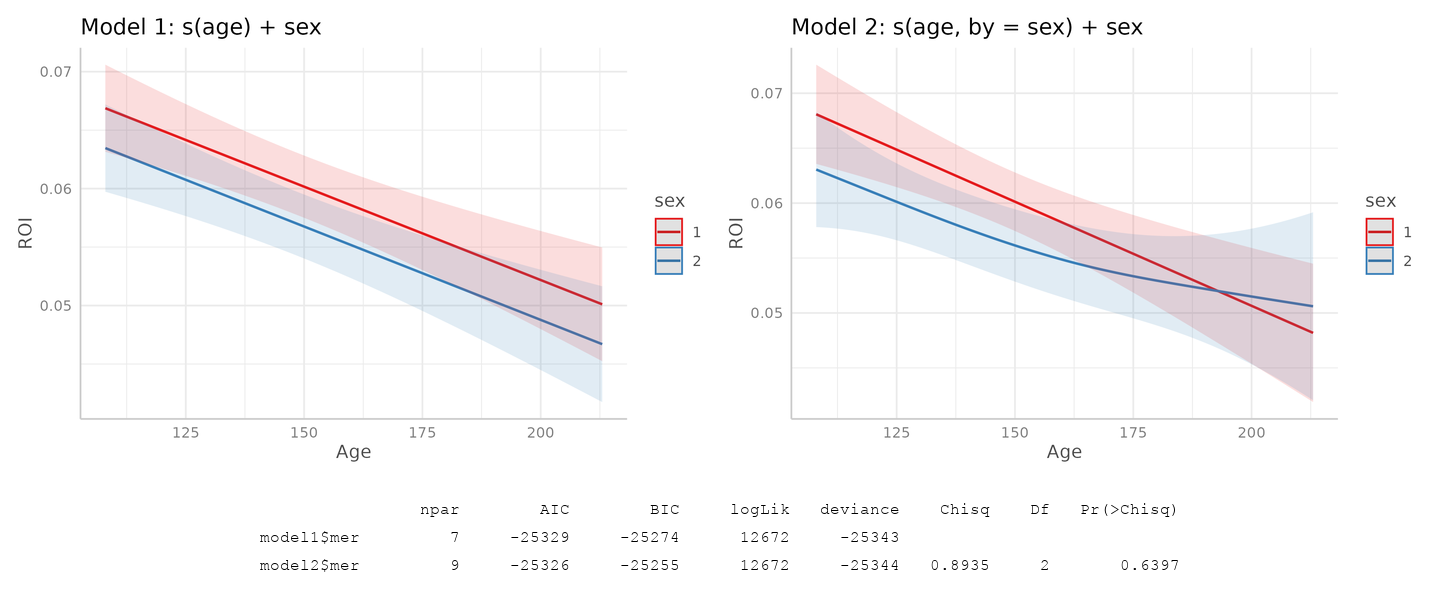 Model 1: s(age) + sex
0.07
0.06
0.05
ROI
125 150 175 200
Age
sex
1
2
Model 2: s(age, by = sex) + sex
0.07
0.06
0.05
ROI
125 150 175 200
Age
sex
1
2
npar AIC BIC logLik deviance Chisq Df Pr(>Chisq)
model1$mer 7 -25329 -25274 12672 -25343
model2$mer 9 -25326 -25255 12672 -25344 0.8935 2 0.6397